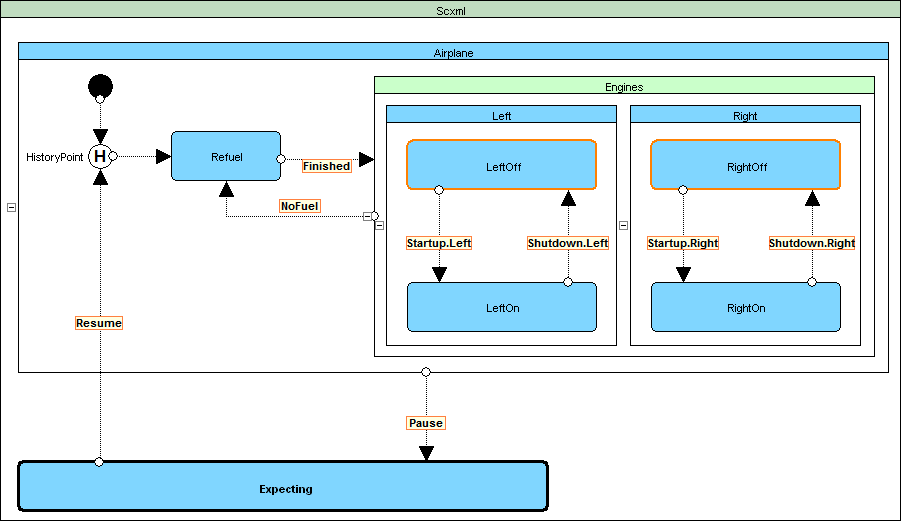 Scxml
Airplane
Engines
Left
Right
HistoryPoint
H
Refuel
Finished
LeftOff
RightOff
NoFuel
Startup.Left
Shutdown.Left
Startup.Right
Shutdown.Right
LeftOn
RightOn
Resume
Pause
Expecting